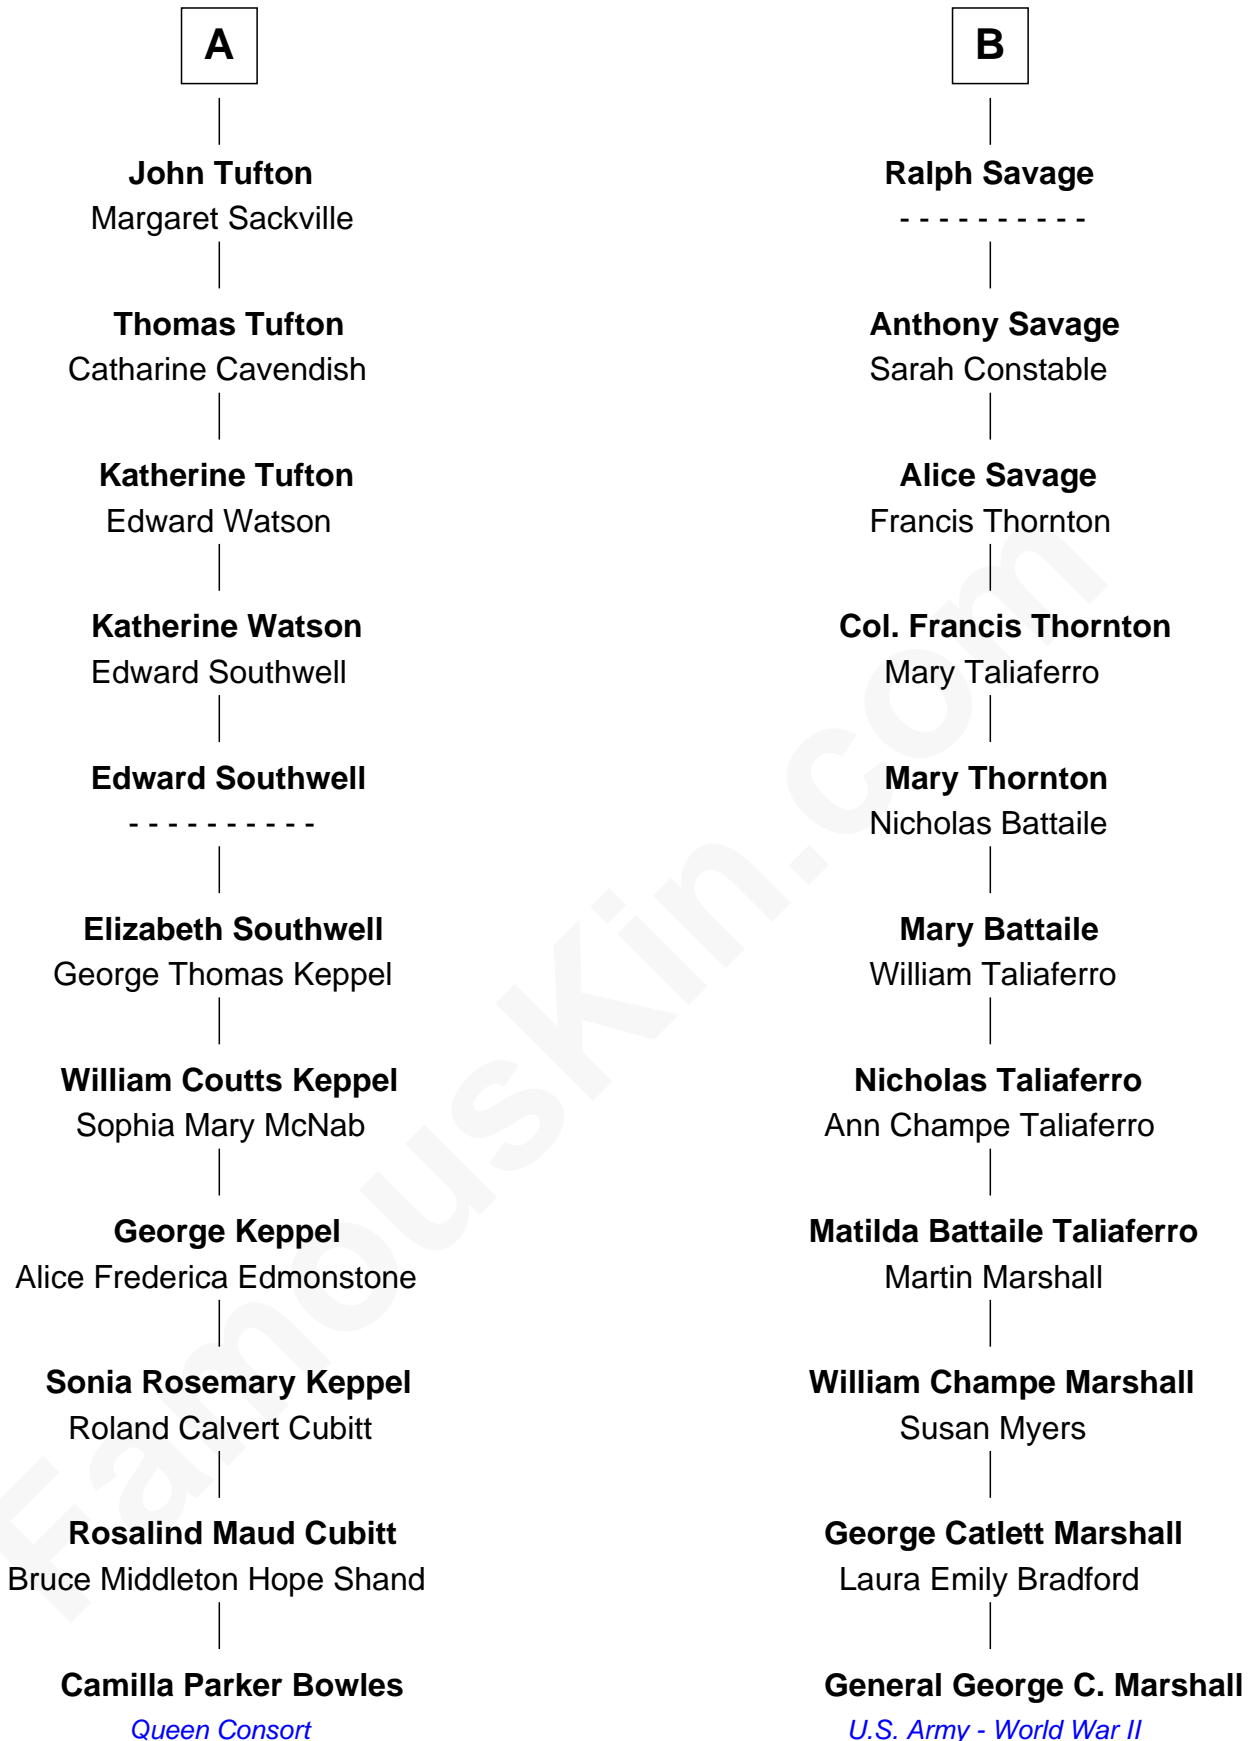 A
John Tufton
Margaret Sackville
Thomas Tufton
Catharine Cavendish
Katherine Tufton
Edward Watson
Katherine Watson
Edward Southwell
Edward Southwell
- - - - - - - - - -
Elizabeth Southwell
George Thomas Keppel
William Coutts Keppel
Sophia Mary McNab
George Keppel
Alice Frederica Edmonstone
Sonia Rosemary Keppel
Roland Calvert Cubitt
Rosalind Maud Cubitt
Bruce Middleton Hope Shand
Camilla Parker Bowles
Queen Consort
B
Ralph Savage
- - - - - - - - - -
Anthony Savage
Sarah Constable
Alice Savage
Francis Thornton
Col. Francis Thornton
Mary Taliaferro
Mary Thornton
Nicholas Battaile
Mary Battaile
William Taliaferro
Nicholas Taliaferro
Ann Champe Taliaferro
Matilda Battaile Taliaferro
Martin Marshall
William Champe Marshall
Susan Myers
George Catlett Marshall
Laura Emily Bradford
General George C. Marshall
U.S. Army - World War II
FamousKin.com